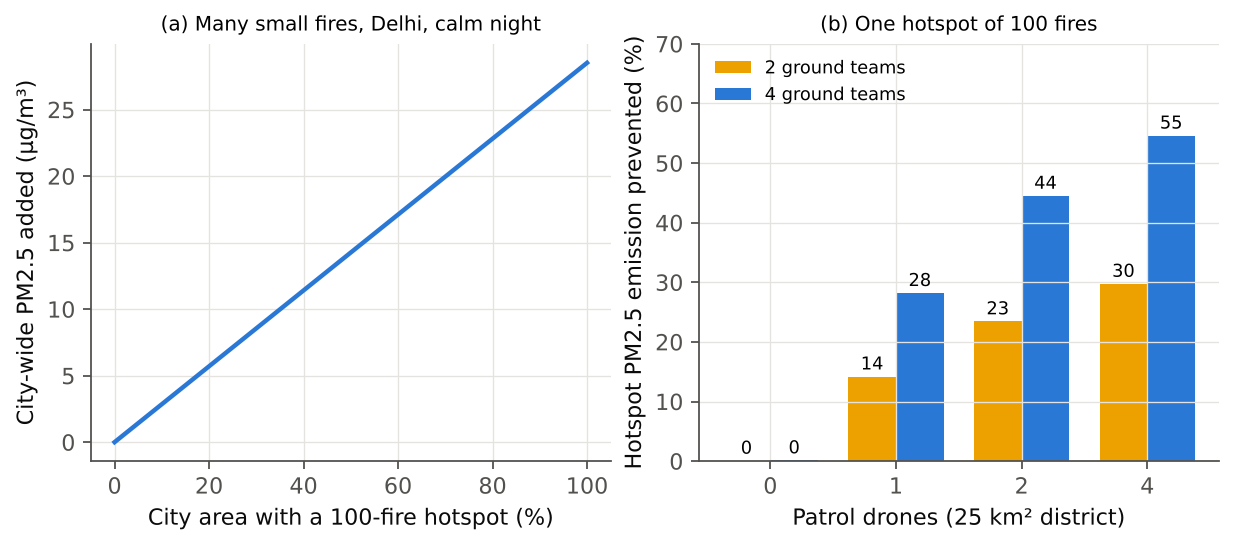 (a) Many small fires, Delhi, calm night
City-wide PM2.5 added (µg/m³)
25
20
15
10
5
0
0 20 40 60 80 100
City area with a 100-fire hotspot (%)
(b) One hotspot of 100 fires
Hotspot PM2.5 emission prevented (%)
2 ground teams
4 ground teams
70
60
50
40
30
20
10
0
0 0 14 28 23 44 30 55
0 1 2 4
Patrol drones (25 km² district)